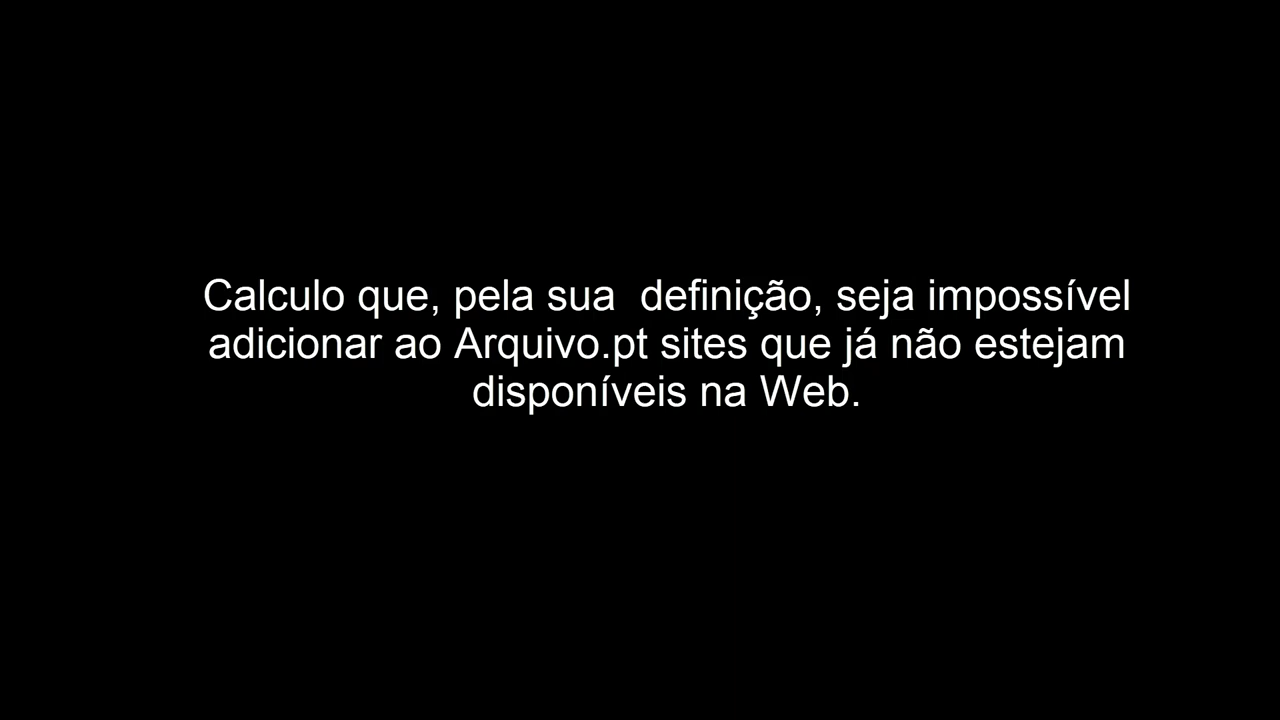 Calculo que, pela sua  definição, seja impossível
adicionar ao Arquivo.pt sites que já não estejam
disponíveis na Web.